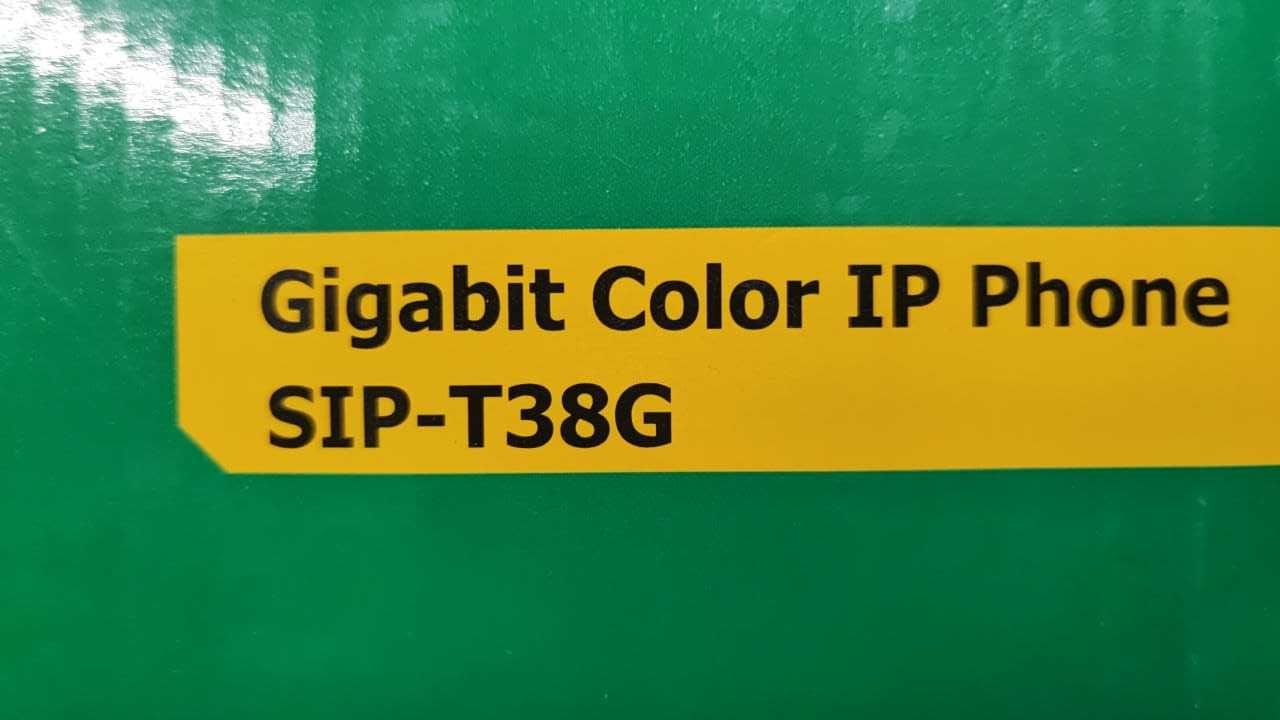 Gigabit Color IP Phone
SIP-T38G